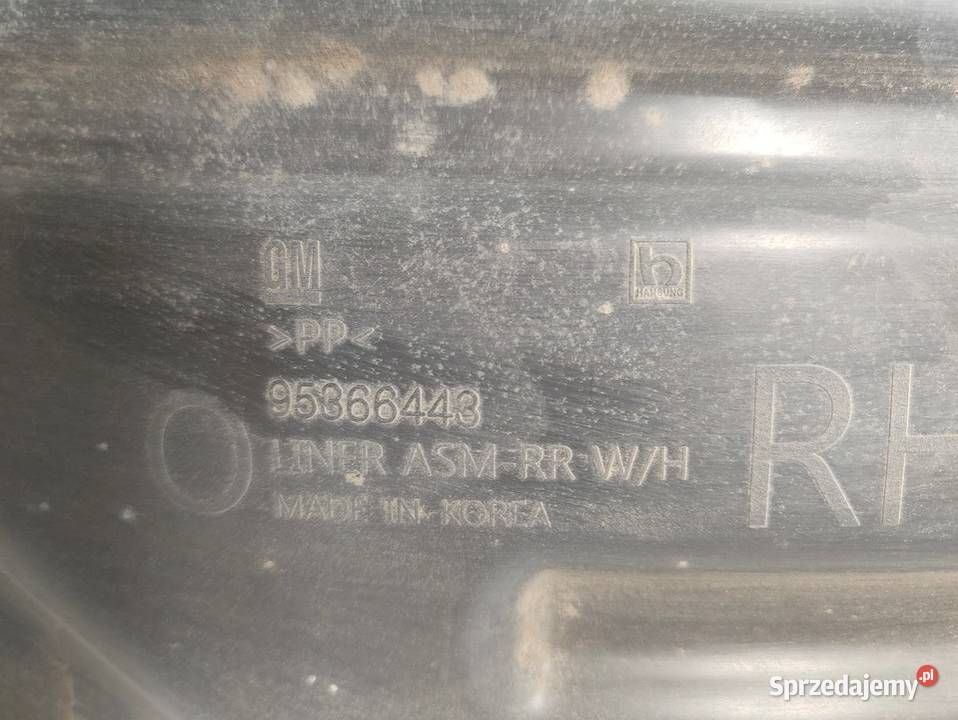 GM
HANSUNG
>PP<
95366443
LINER ASM-RR W/H
MADE IN KOREA
RH
Sprzedajemy.pl